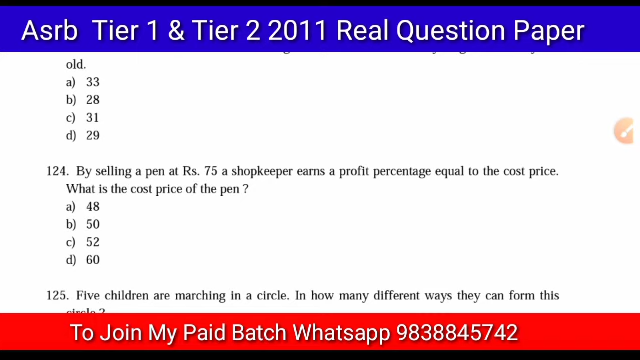 Asrb Tier 1 & Tier 2 2011 Real Question Paper
old.
a) 33
b) 28
c) 31
d) 29
124. By selling a pen at Rs. 75 a shopkeeper earns a profit percentage equal to the cost price.
What is the cost price of the pen ?
a) 48
b) 50
c) 52
d) 60
125. Five children are marching in a circle. In how many different ways they can form this
circle ?
To Join My Paid Batch Whatsapp 9838845742